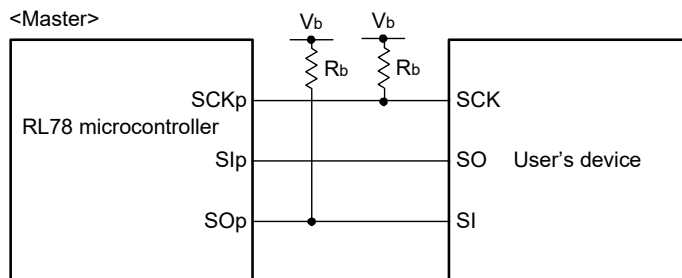 <Master>
Vb Vb
Rb Rb
SCKp SCK
RL78 microcontroller
SIp SO User's device
SOp SI